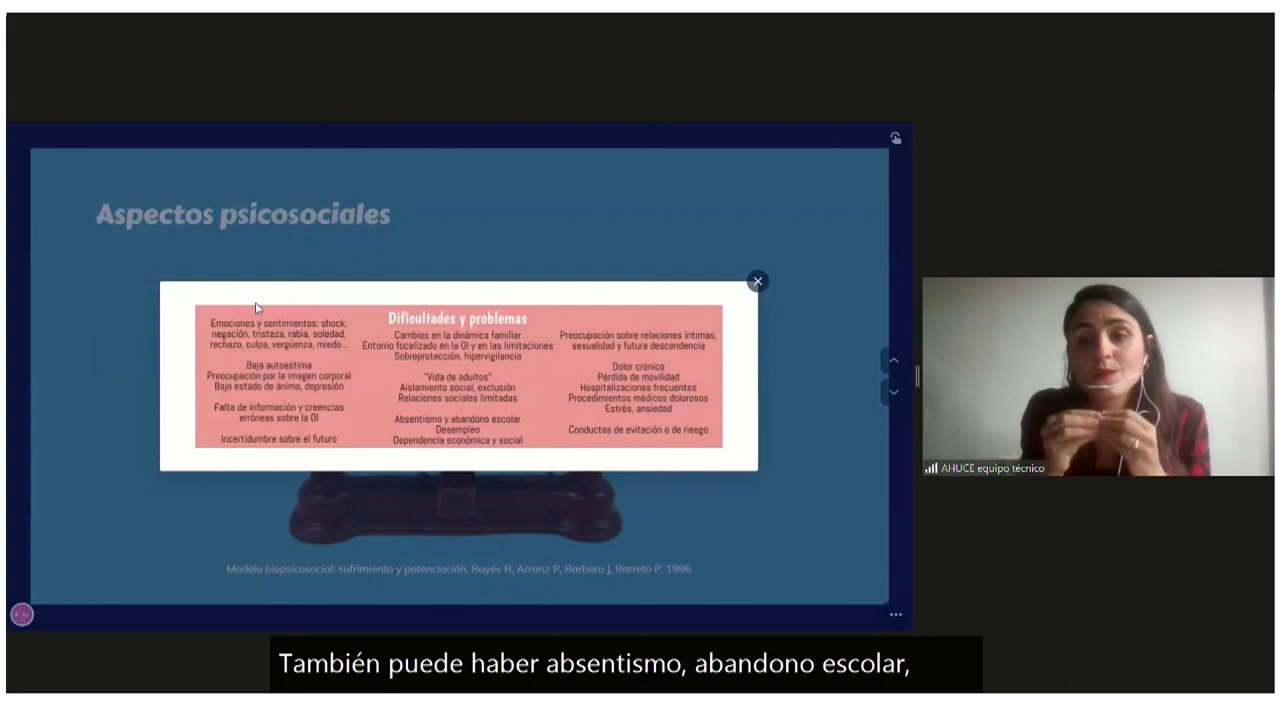 Aspectos psicosociales
Dificultades y problemas
Emociones y sentimientos: shock,
negación, tristeza, rabia, soledad,
rechazo, culpa, vergüenza, miedo...
Baja autoestima
Preocupación por la imagen corporal
Bajo estado de ánimo, depresión
Falta de información y creencias
erróneas sobre la OI
Incertidumbre sobre el futuro
Cambios en la dinámica familiar
Entorno focalizado en la OI y en las limitaciones
Sobreprotección, hipervigilancia
"Vida de adultos"
Aislamiento social, exclusión
Relaciones sociales limitadas
Absentismo y abandono escolar
Desempleo
Dependencia económica y social
Preocupación sobre relaciones íntimas,
sexualidad y futura descendencia
Dolor crónico
Pérdida de movilidad
Hospitalizaciones frecuentes
Procedimientos médicos dolorosos
Estrés, ansiedad
Conductas de evitación o de riesgo
Modelo biopsicosocial: sufrimiento y potenciación. Bayés R, Arranz P, Barbero J, Barreto P, 1996
AHUCE equipo técnico
También puede haber absentismo, abandono escolar,